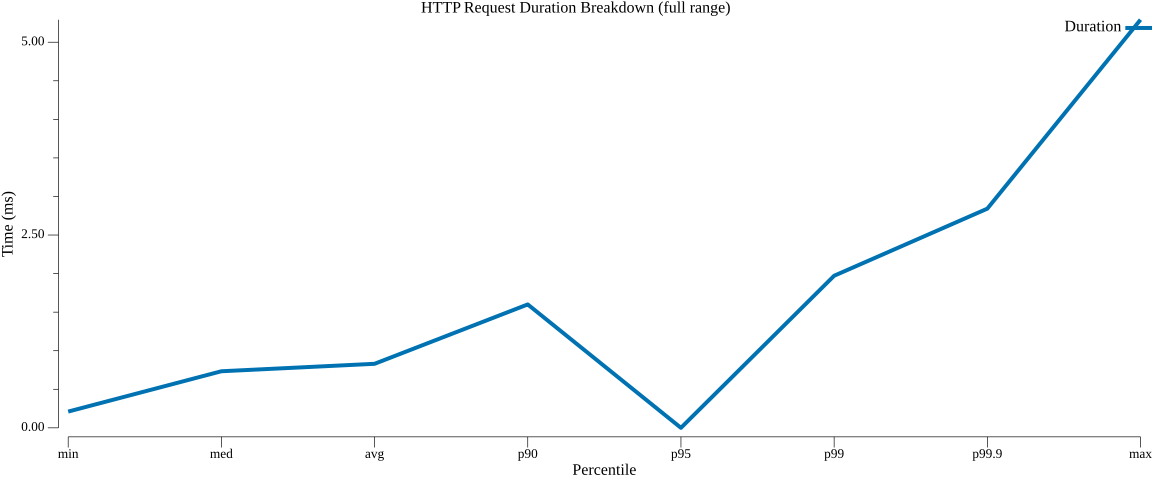 HTTP Request Duration Breakdown (full range)
Duration
5.00
2.50
0.00
Time (ms)
min med avg p90 p95 p99 p99.9 max
Percentile